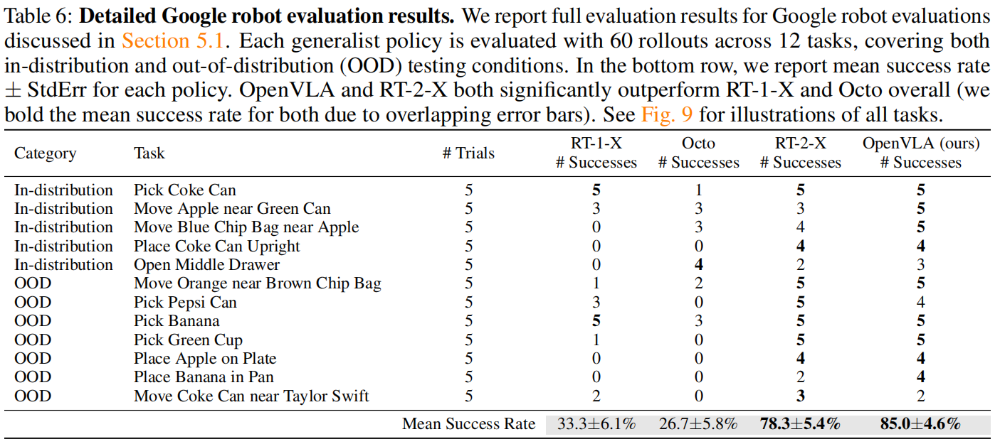 Table 6: Detailed Google robot evaluation results. We report full evaluation results for Google robot evaluations
discussed in Section 5.1. Each generalist policy is evaluated with 60 rollouts across 12 tasks, covering both
in-distribution and out-of-distribution (OOD) testing conditions. In the bottom row, we report mean success rate
± StdErr for each policy. OpenVLA and RT-2-X both significantly outperform RT-1-X and Octo overall (we
bold the mean success rate for both due to overlapping error bars). See Fig. 9 for illustrations of all tasks.
Category Task # Trials RT-1-X # Successes Octo # Successes RT-2-X # Successes OpenVLA (ours) # Successes
In-distribution Pick Coke Can 5 5 1 5 5
In-distribution Move Apple near Green Can 5 3 3 3 5
In-distribution Move Blue Chip Bag near Apple 5 0 3 4 5
In-distribution Place Coke Can Upright 5 0 0 4 4
In-distribution Open Middle Drawer 5 0 4 2 3
OOD Move Orange near Brown Chip Bag 5 1 2 5 5
OOD Pick Pepsi Can 5 3 0 5 4
OOD Pick Banana 5 5 3 5 5
OOD Pick Green Cup 5 1 0 5 5
OOD Place Apple on Plate 5 0 0 4 4
OOD Place Banana in Pan 5 0 0 2 4
OOD Move Coke Can near Taylor Swift 5 2 0 3 2
Mean Success Rate 33.3±6.1% 26.7±5.8% 78.3±5.4% 85.0±4.6%